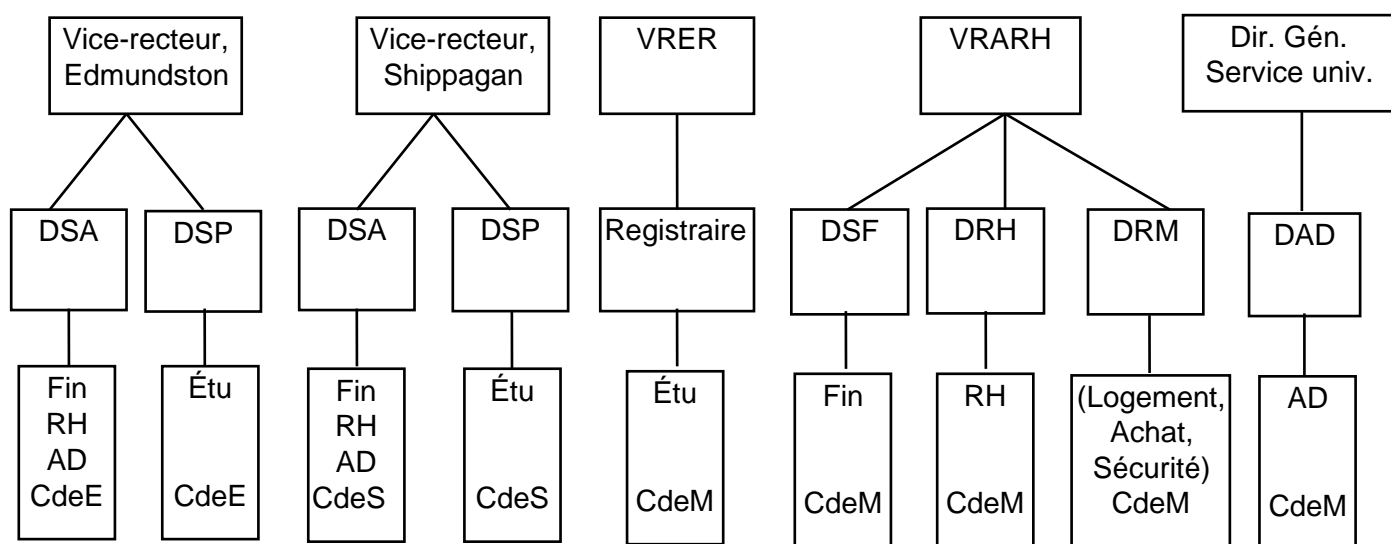 Vice-recteur,
Edmundston
Vice-recteur,
Shippagan
VRER
VRARH
Dir. Gén.
Service univ.
DSA
DSP
DSA
DSP
Registraire
DSF
DRH
DRM
DAD
Fin
RH
AD
CdeE
Étu
CdeE
Fin
RH
AD
CdeS
Étu
CdeS
Étu
CdeM
Fin
CdeM
RH
CdeM
(Logement,
Achat,
Sécurité)
CdeM
AD
CdeM